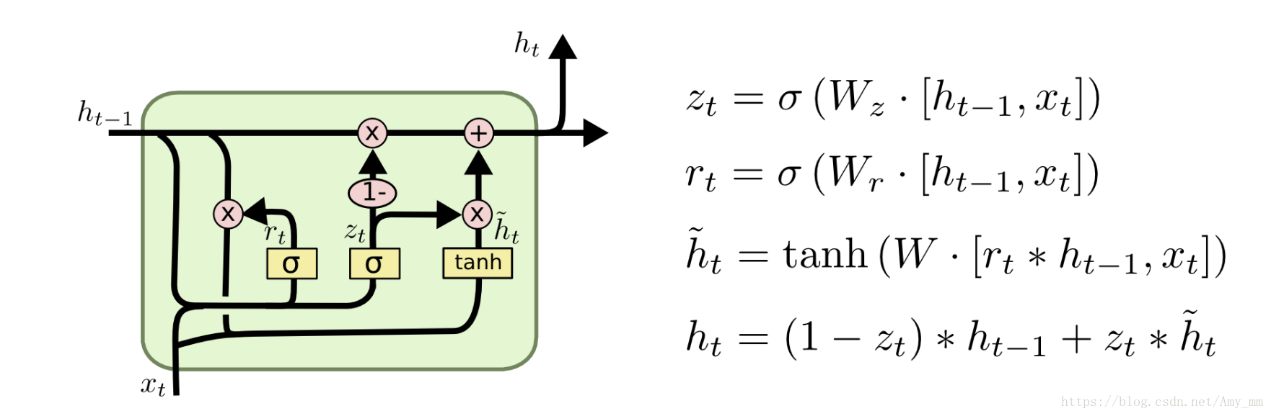 h_t
h_{t-1}
x
+
1-
x
r_t
z_t
x
h̃_t
σ
σ
tanh
x_t
z_t = σ (W_z · [h_{t-1}, x_t])
r_t = σ (W_r · [h_{t-1}, x_t])
h̃_t = tanh (W · [r_t * h_{t-1}, x_t])
h_t = (1 − z_t) * h_{t-1} + z_t * h̃_t
https://blog.csdn.net/Amy_mm